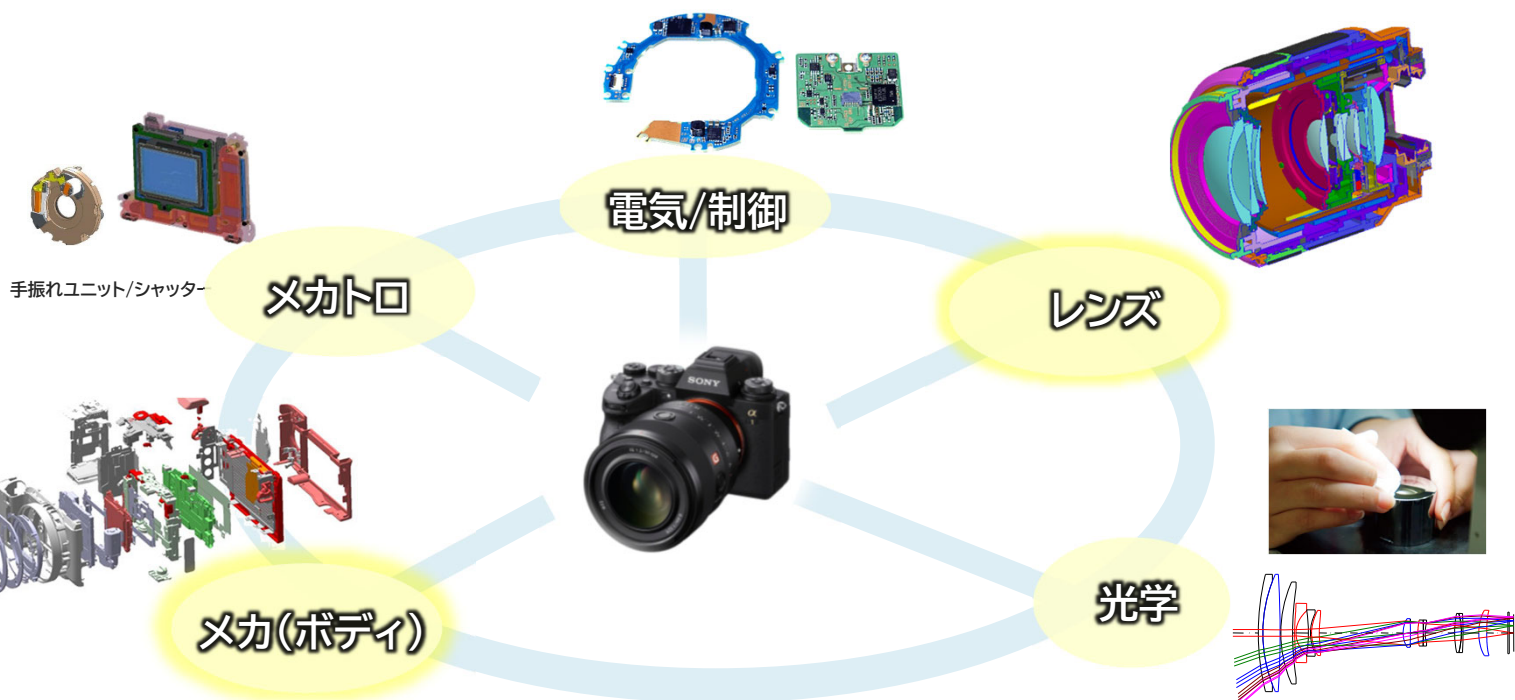 電気/制御
手振れユニット/シャッター
メカトロ
レンズ
SONY
α
1
G
メカ(ボディ)
光学